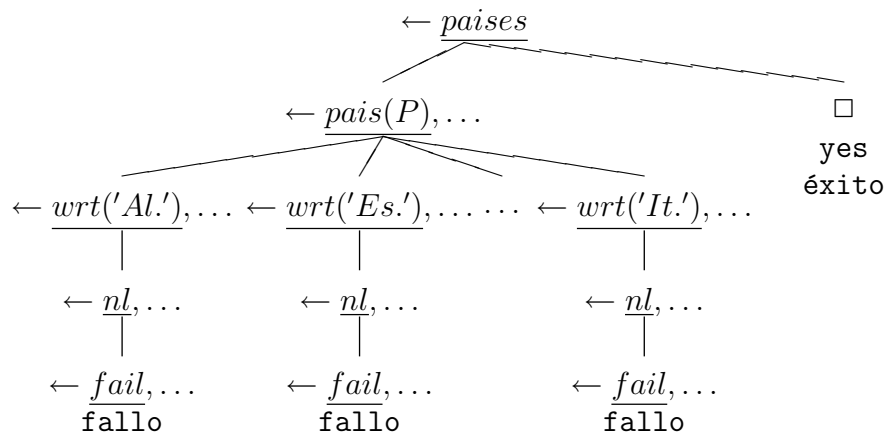 ← paises
← pais(P), ...
□
yes
éxito
← wrt('Al.'), ... ← wrt('Es.'), ... ... ← wrt('It.'), ...
← nl, ... ← nl, ... ← nl, ...
← fail, ... ← fail, ... ← fail, ...
fallo fallo fallo